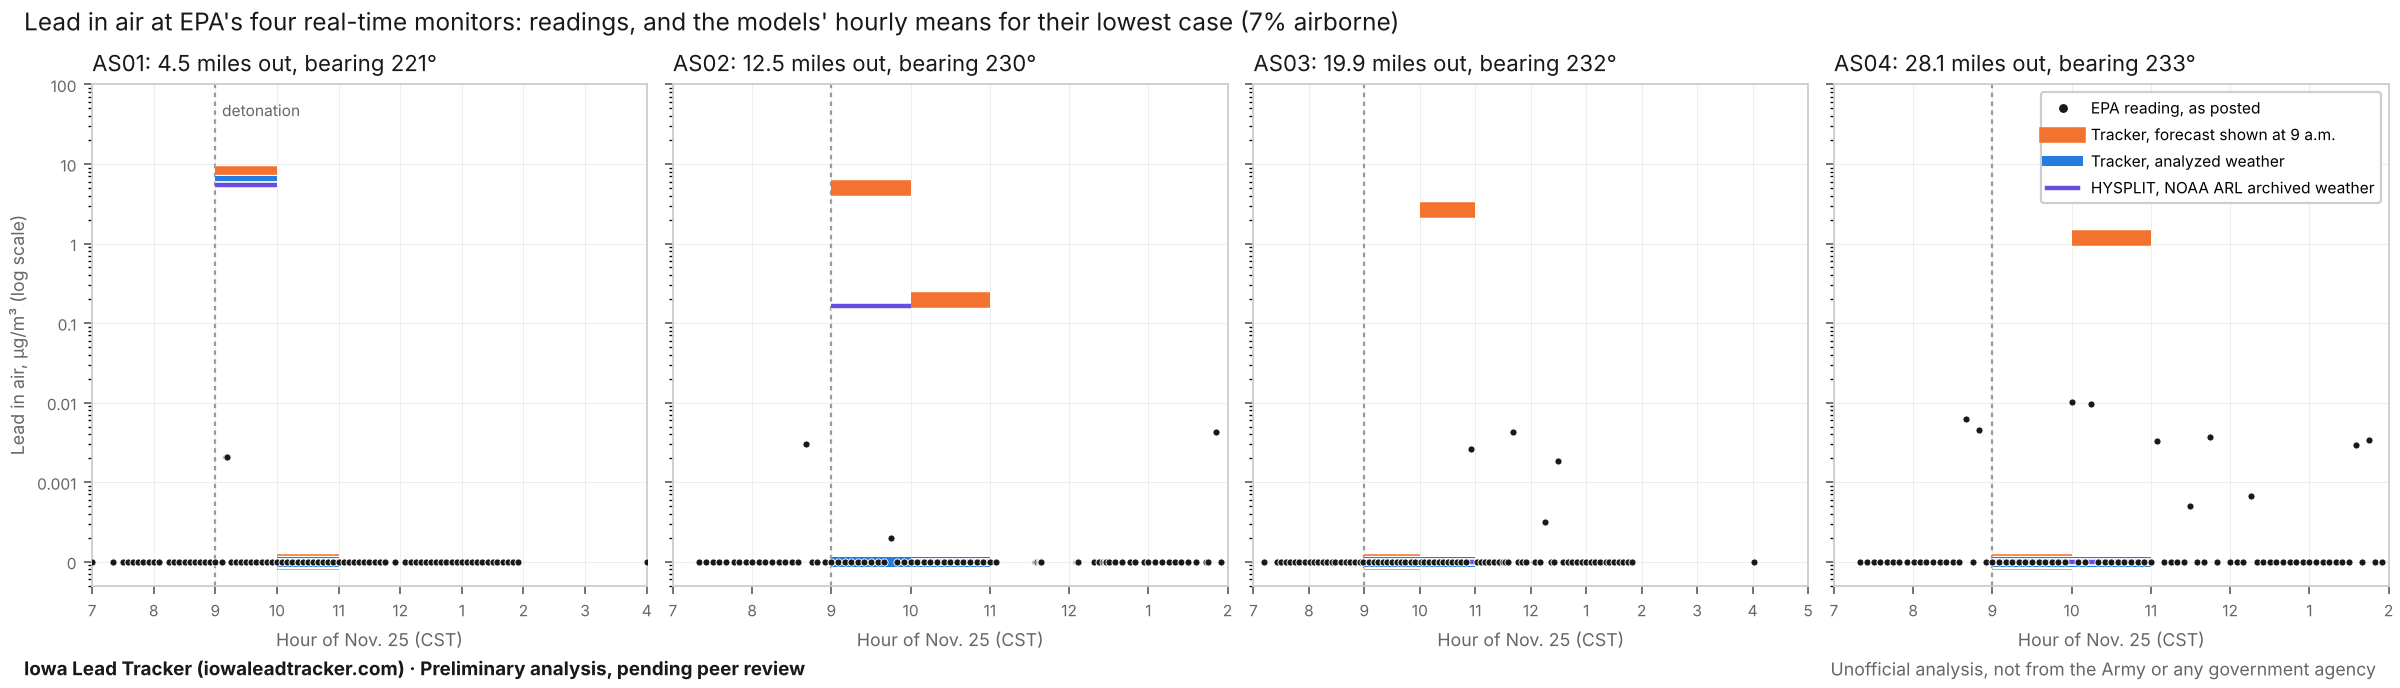 Lead in air at EPA's four real-time monitors: readings, and the models' hourly means for their lowest case (7% airborne)
AS01: 4.5 miles out, bearing 221°
AS02: 12.5 miles out, bearing 230°
AS03: 19.9 miles out, bearing 232°
AS04: 28.1 miles out, bearing 233°
Lead in air, µg/m³ (log scale)
100
10
1
0.1
0.01
0.001
0
detonation
EPA reading, as posted
Tracker, forecast shown at 9 a.m.
Tracker, analyzed weather
HYSPLIT, NOAA ARL archived weather
7 8 9 10 11 12 1 2 3 4
7 8 9 10 11 12 1 2
7 8 9 10 11 12 1 2 3 4 5
7 8 9 10 11 12 1 2
Hour of Nov. 25 (CST)
Hour of Nov. 25 (CST)
Hour of Nov. 25 (CST)
Hour of Nov. 25 (CST)
Iowa Lead Tracker (iowaleadtracker.com) · Preliminary analysis, pending peer review
Unofficial analysis, not from the Army or any government agency